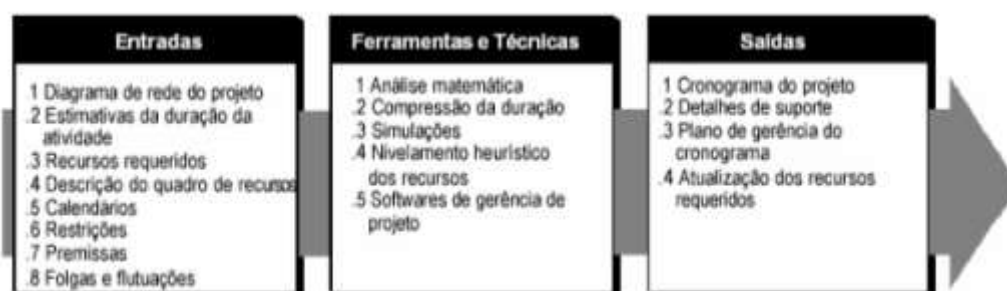 Entradas
1 Diagrama de rede do projeto
.2 Estimativas da duração da
atividade
.3 Recursos requeridos
.4 Descrição do quadro de recursos
.5 Calendários
.6 Restrições
.7 Premissas
.8 Folgas e flutuações
Ferramentas e Técnicas
1 Análise matemática
.2 Compressão da duração
.3 Simulações
.4 Nivelamento heurístico
dos recursos
.5 Softwares de gerência de
projeto
Saídas
1 Cronograma do projeto
.2 Detalhes de suporte
.3 Plano de gerência do
cronograma
.4 Atualização dos recursos
requeridos